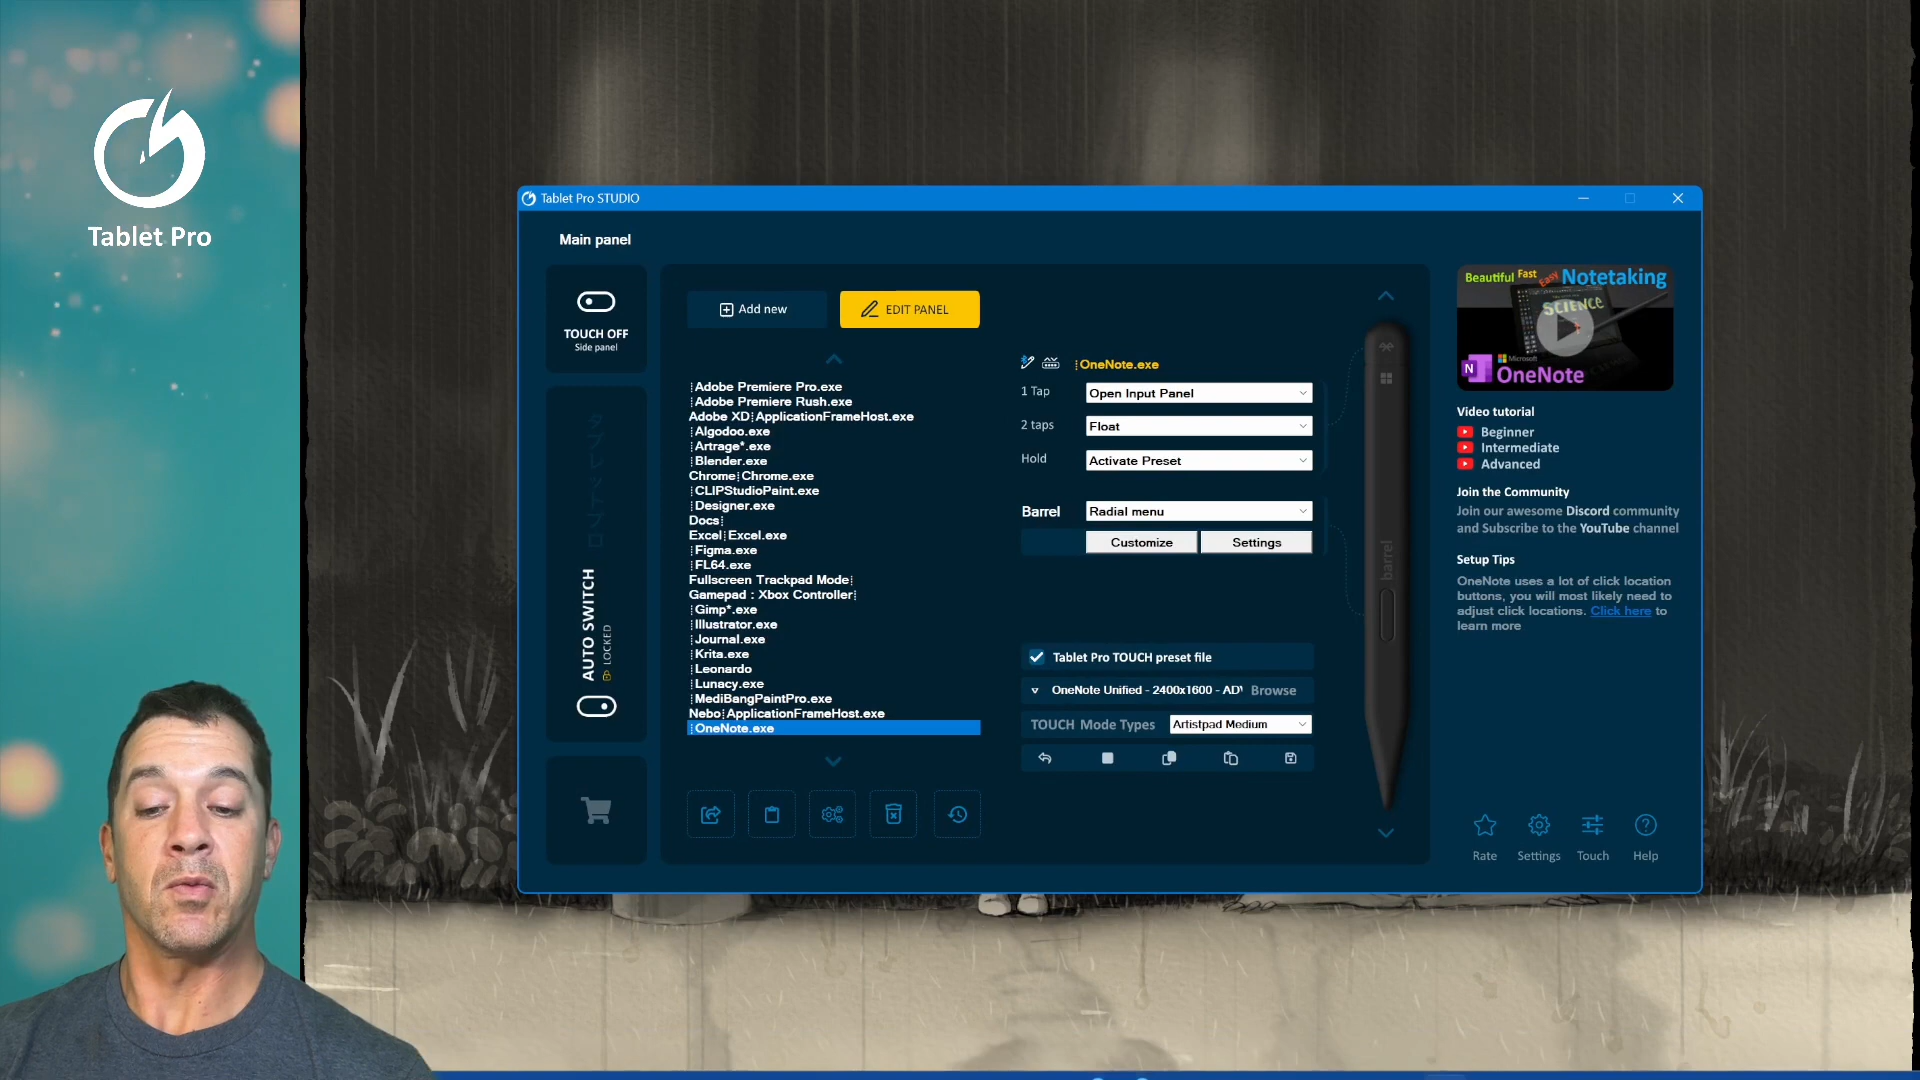 Tablet Pro
Tablet Pro STUDIO
Main panel
TOUCH OFF
Side panel
タブレットプロ
AUTO SWITCH
LOCKED
Add new
EDIT PANEL
⁞Adobe Premiere Pro.exe
⁞Adobe Premiere Rush.exe
Adobe XD⁞ApplicationFrameHost.exe
⁞Algodoo.exe
⁞Artrage*.exe
⁞Blender.exe
Chrome⁞Chrome.exe
⁞CLIPStudioPaint.exe
⁞Designer.exe
Docs⁞
Excel⁞Excel.exe
⁞Figma.exe
⁞FL64.exe
Fullscreen Trackpad Mode⁞
Gamepad : Xbox Controller⁞
⁞Gimp*.exe
⁞Illustrator.exe
⁞Journal.exe
⁞Krita.exe
⁞Leonardo
⁞Lunacy.exe
⁞MediBangPaintPro.exe
Nebo⁞ApplicationFrameHost.exe
⁞OneNote.exe
⁞OneNote.exe
1 Tap Open Input Panel
2 taps Float
Hold Activate Preset
Barrel Radial menu
Customize Settings
Tablet Pro TOUCH preset file
OneNote Unified - 2400x1600 - AD Browse
TOUCH Mode Types Artistpad Medium
barrel
Beautiful Fast Easy Notetaking
SCIENCE
Microsoft
N OneNote
Video tutorial
Beginner
Intermediate
Advanced
Join the Community
Join our awesome Discord community
and Subscribe to the YouTube channel
Setup Tips
OneNote uses a lot of click location
buttons, you will most likely need to
adjust click locations. Click here to
learn more
Rate Settings Touch Help